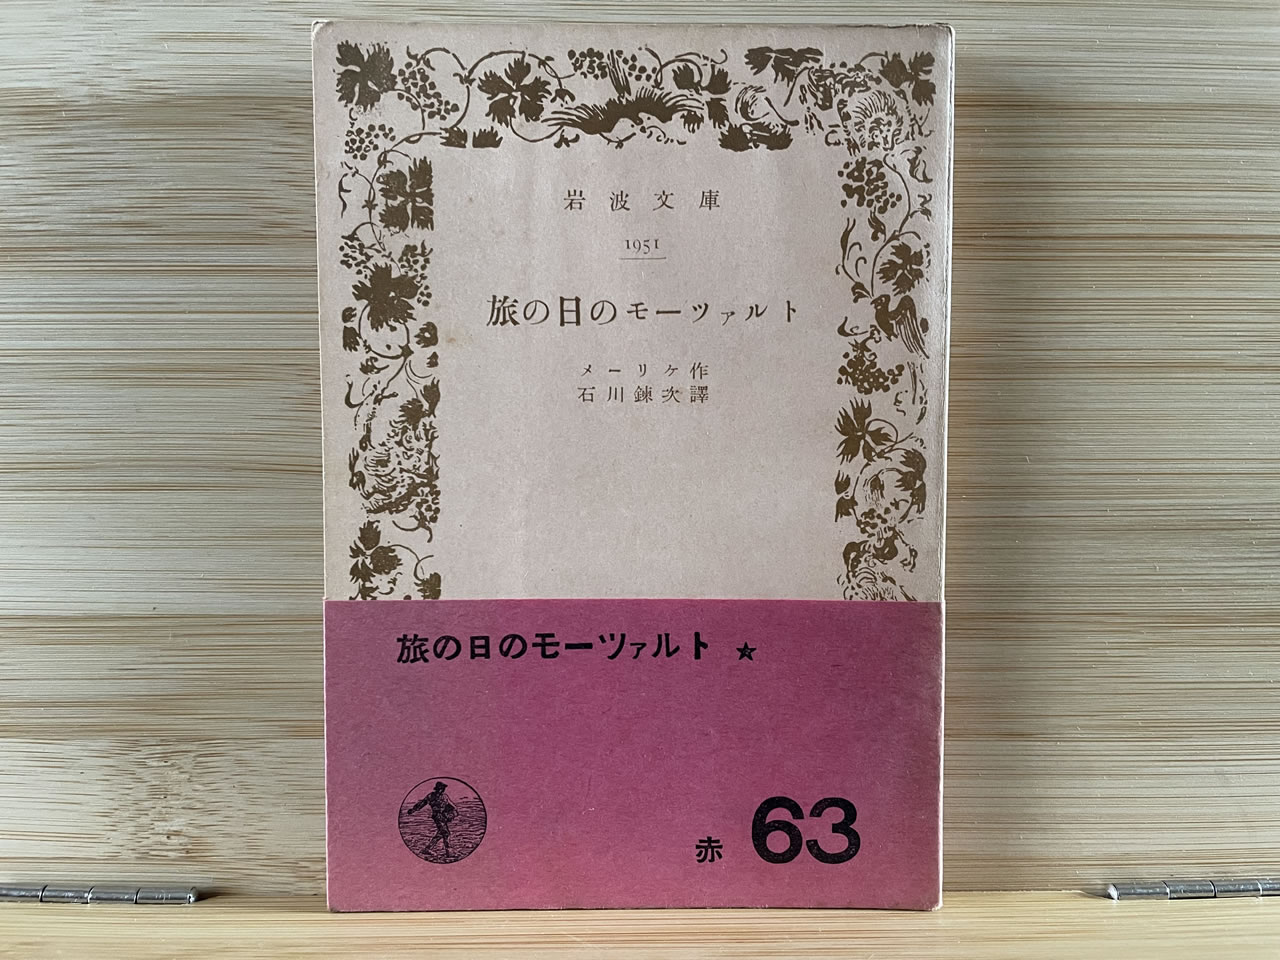 岩波文庫
1951
旅の日のモーツァルト
メーリケ作
石川錬次譯
旅の日のモーツァルト ★
赤 63